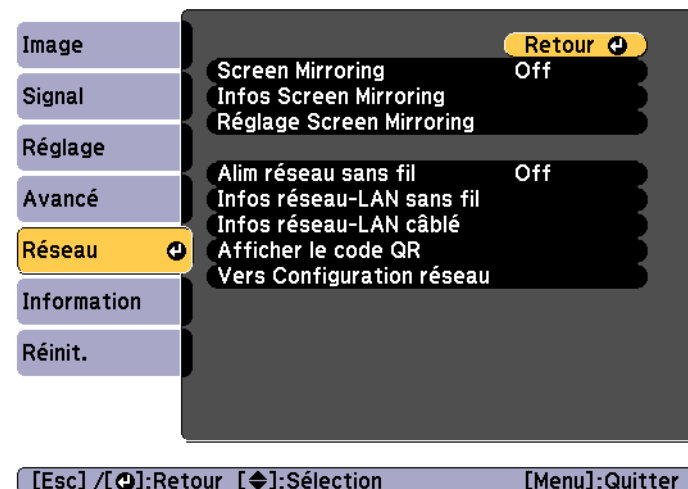 Image
Signal
Réglage
Avancé
Réseau
Information
Réinit.
Retour
Screen Mirroring Off
Infos Screen Mirroring
Réglage Screen Mirroring
Alim réseau sans fil Off
Infos réseau-LAN sans fil
Infos réseau-LAN câblé
Afficher le code QR
Vers Configuration réseau
[Esc] /[⏎]:Retour [◆]:Sélection [Menu]:Quitter